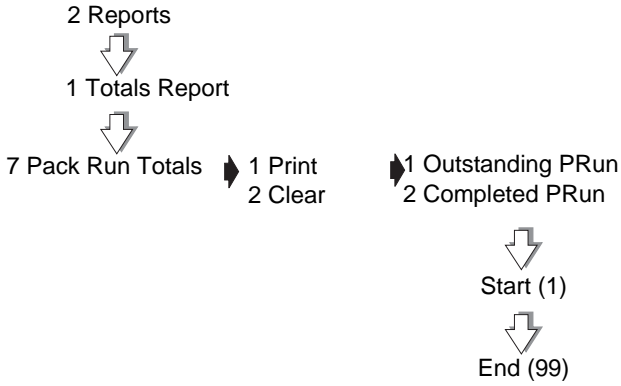 2 Reports
1 Totals Report
7 Pack Run Totals
1 Print
2 Clear
1 Outstanding PRun
2 Completed PRun
Start (1)
End (99)